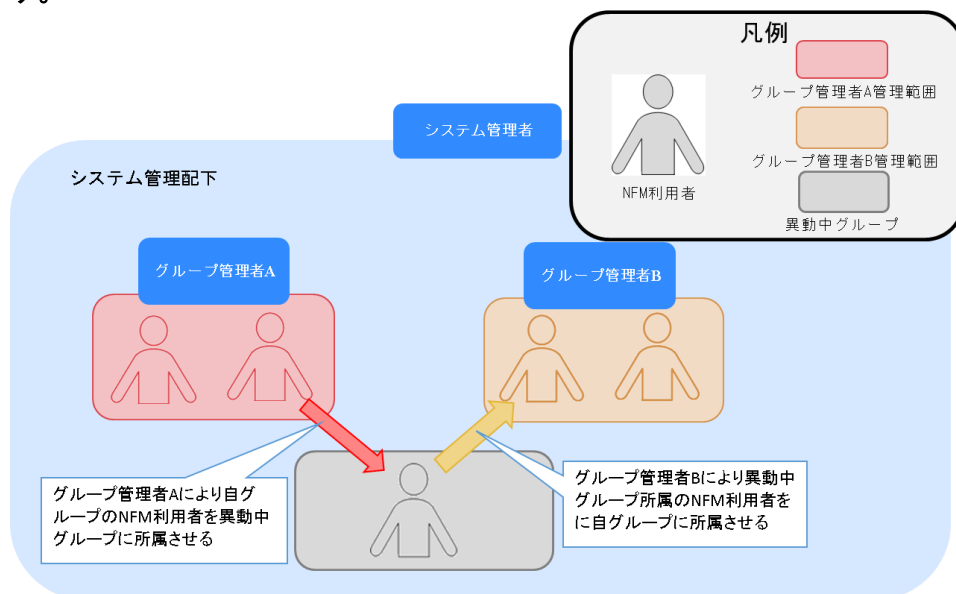 す。
凡例
グループ管理者A管理範囲
グループ管理者B管理範囲
NFM利用者
異動中グループ
システム管理者
システム管理配下
グループ管理者A
グループ管理者B
グループ管理者Aにより自グ
ループのNFM利用者を異動中
グループに所属させる
グループ管理者Bにより異動中
グループ所属のNFM利用者を
に自グループに所属させる